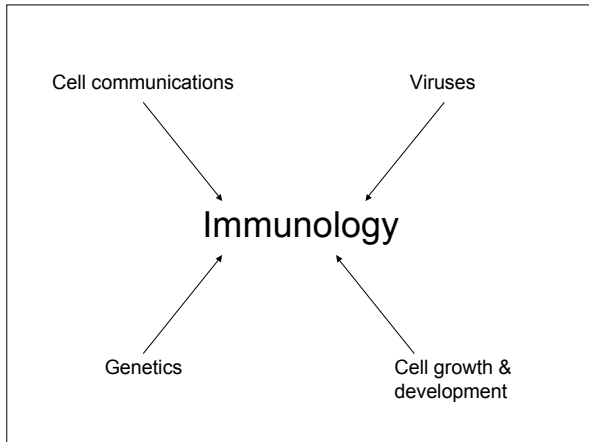 Cell communications
Viruses
Immunology
Genetics
Cell growth &
development